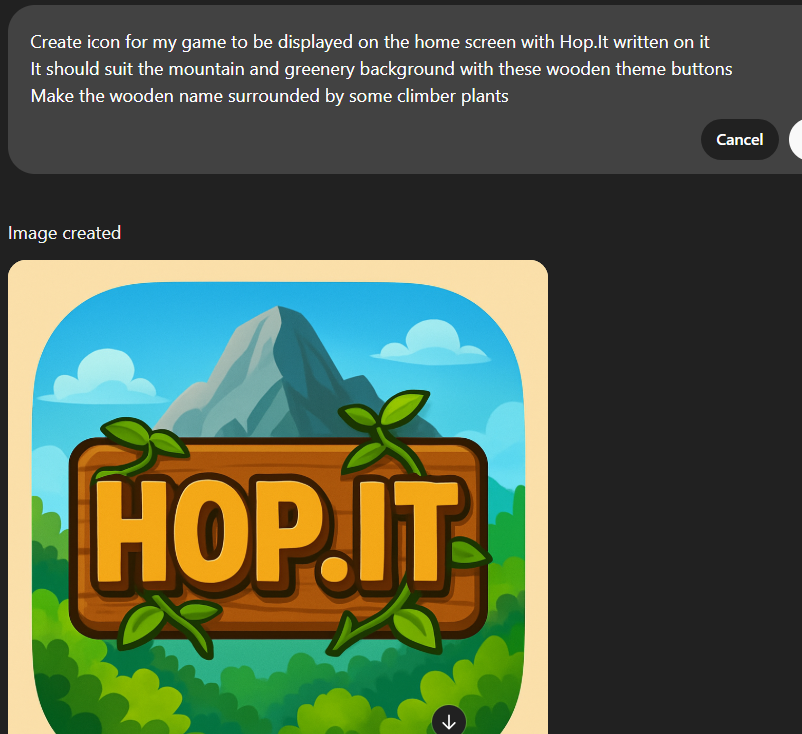 Create icon for my game to be displayed on the home screen with Hop.It written on it
It should suit the mountain and greenery background with these wooden theme buttons
Make the wooden name surrounded by some climber plants
Cancel
Image created
HOP.IT